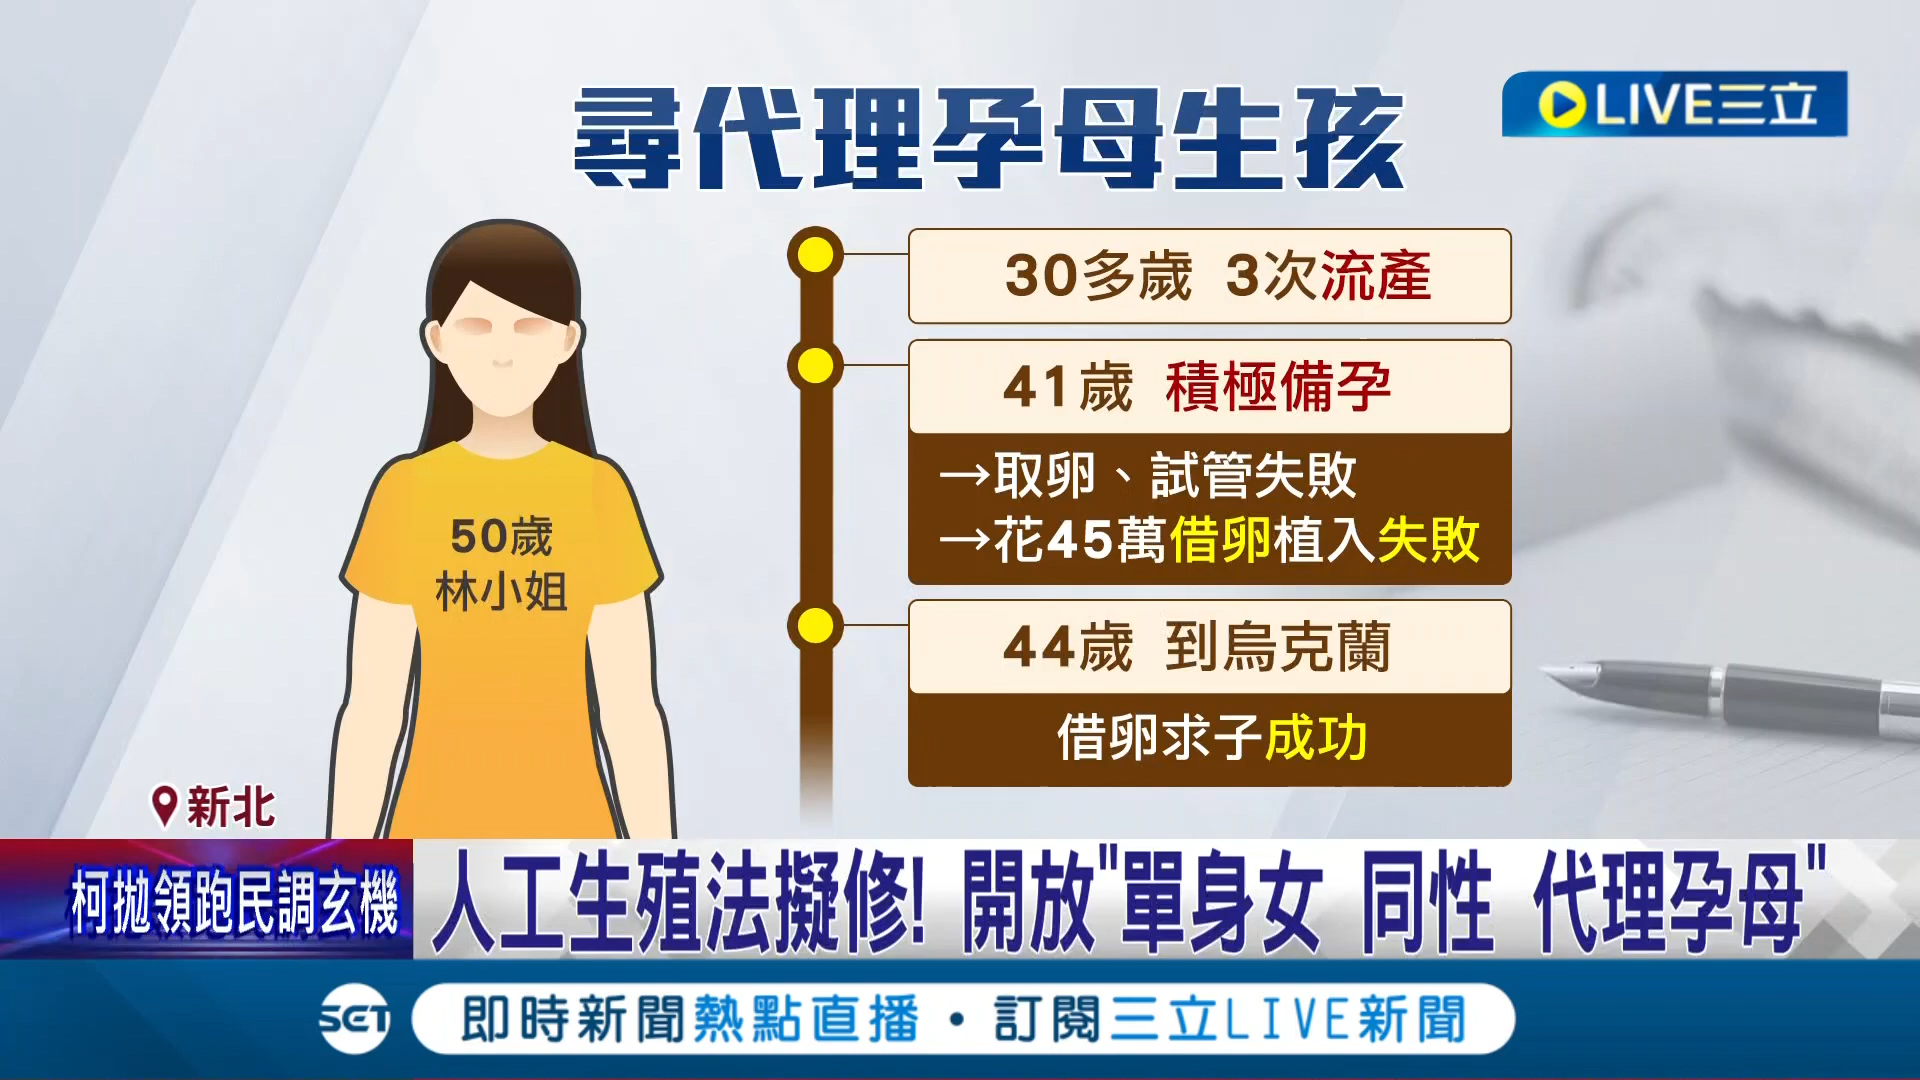 尋代理孕母生孩
LIVE三立
30多歲 3次流產
41歲 積極備孕
→取卵、試管失敗
→花45萬借卵植入失敗
44歲 到烏克蘭
借卵求子成功
50歲
林小姐
新北
柯拋領跑民調玄機
人工生殖法擬修! 開放"單身女 同性 代理孕母"
SET
即時新聞熱點直播・訂閱三立LIVE新聞